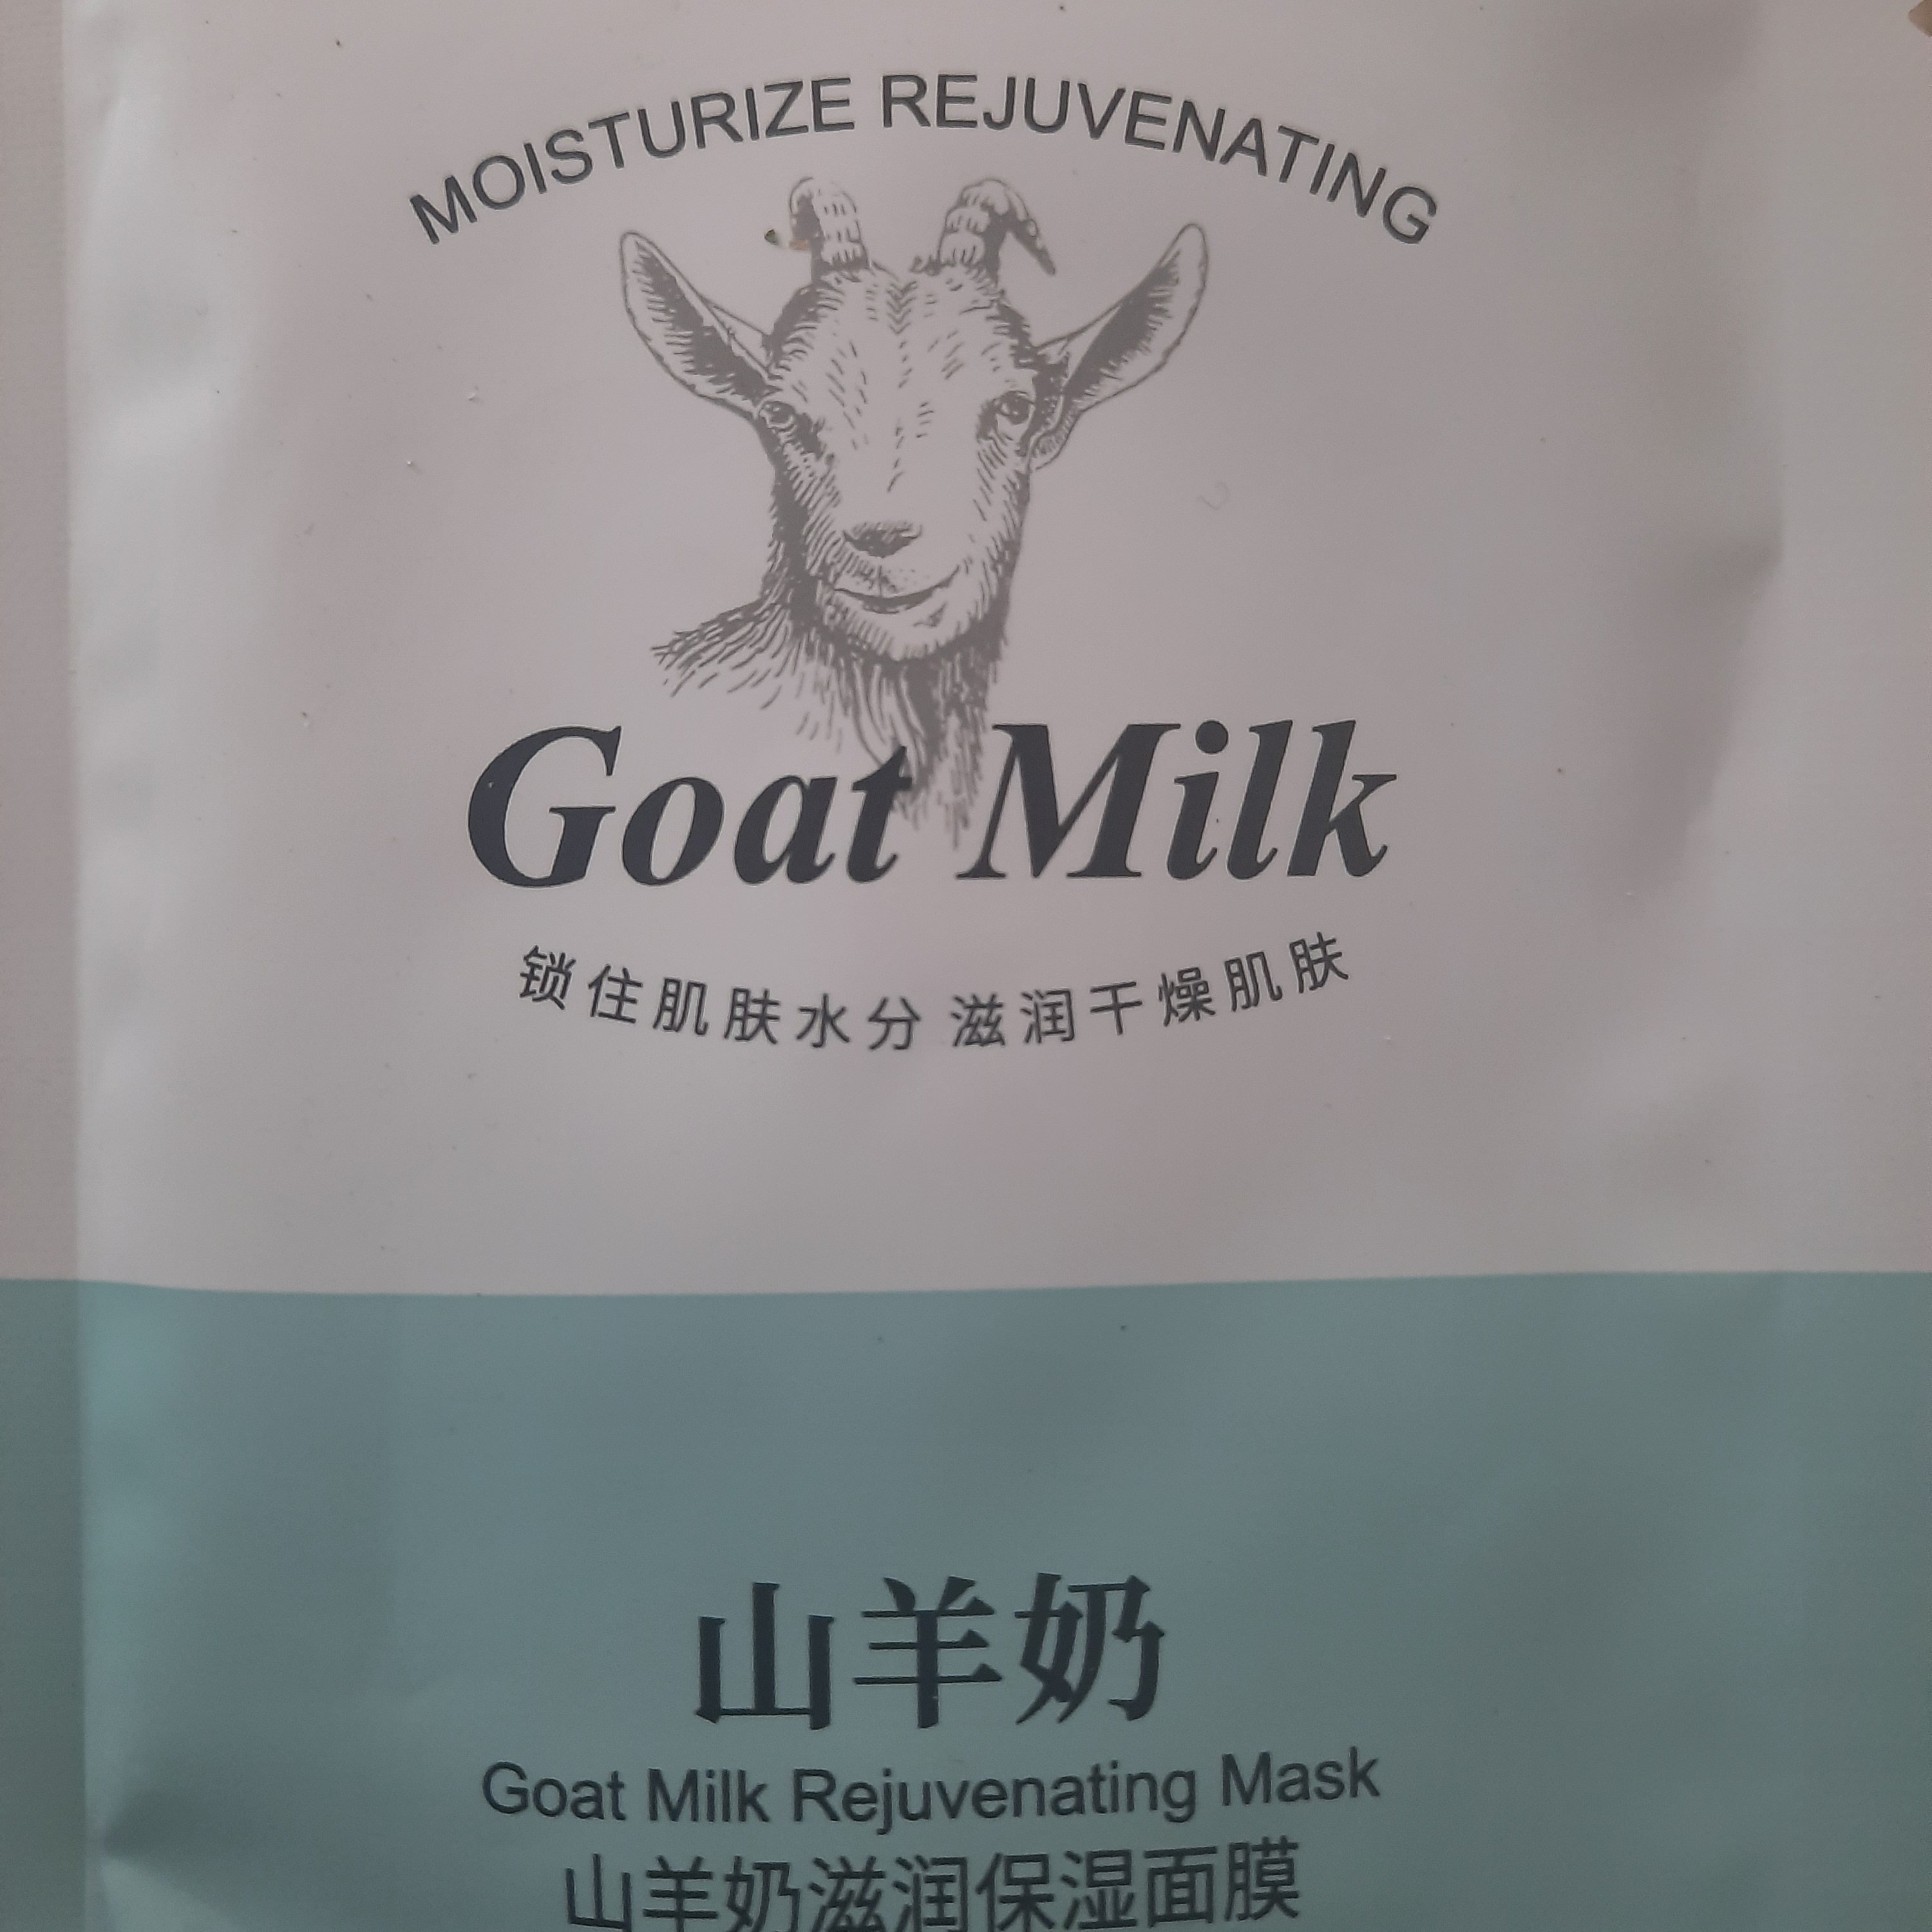 MOISTURIZE REJUVENATING
Goat Milk
锁住肌肤水分 滋润干燥肌肤
山羊奶
Goat Milk Rejuvenating Mask
山羊奶滋润保湿面膜